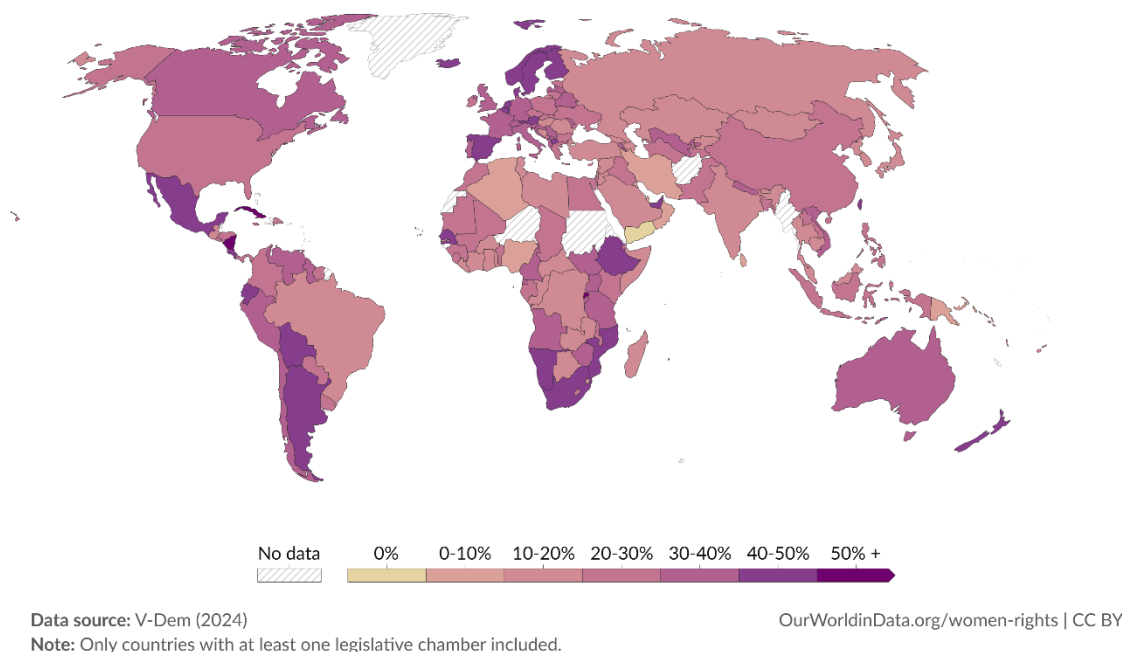 No data
0%
0-10%
10-20%
20-30%
30-40%
40-50%
50% +
Data source: V-Dem (2024)
OurWorldinData.org/women-rights | CC BY
Note: Only countries with at least one legislative chamber included.